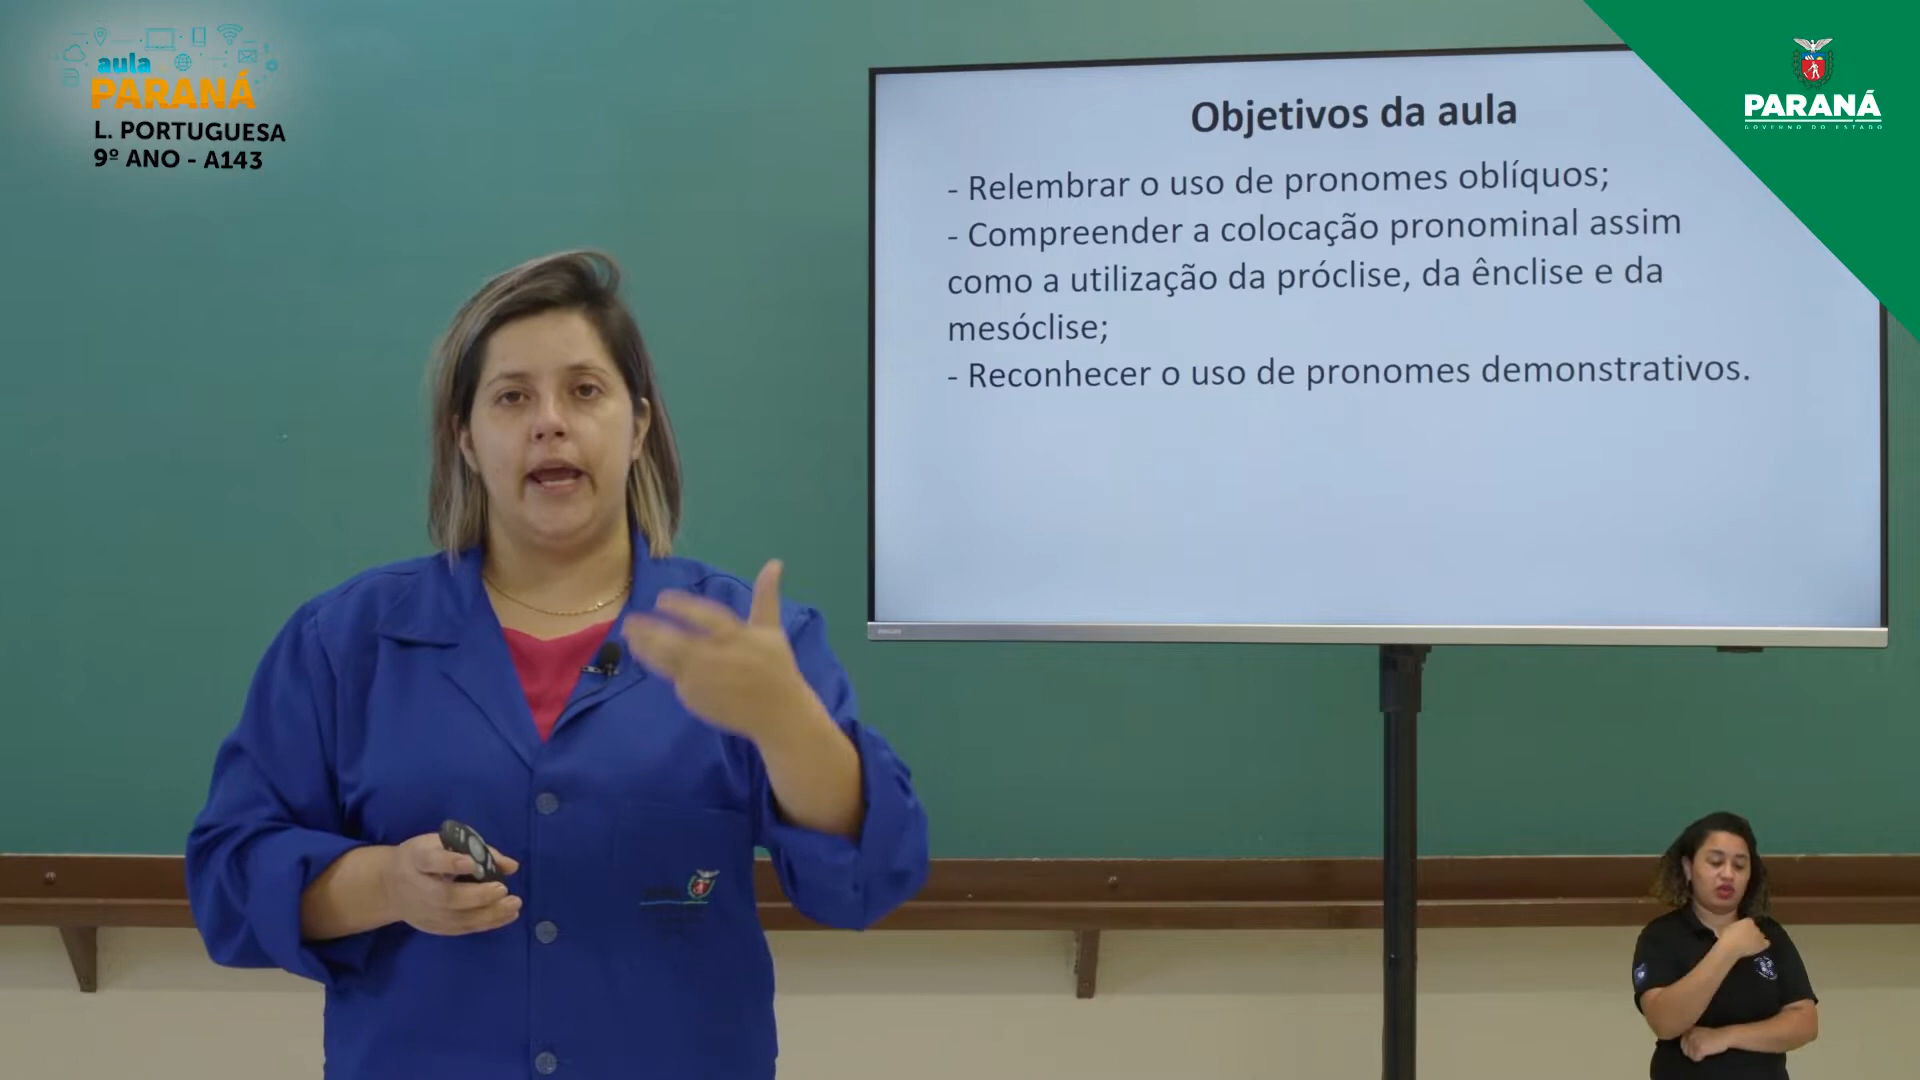 aula
PARANÁ
L. PORTUGUESA
9º ANO - A143
PARANÁ
GOVERNO DO ESTADO
Objetivos da aula
- Relembrar o uso de pronomes oblíquos;
- Compreender a colocação pronominal assim
como a utilização da próclise, da ênclise e da
mesóclise;
- Reconhecer o uso de pronomes demonstrativos.
PHILIPS